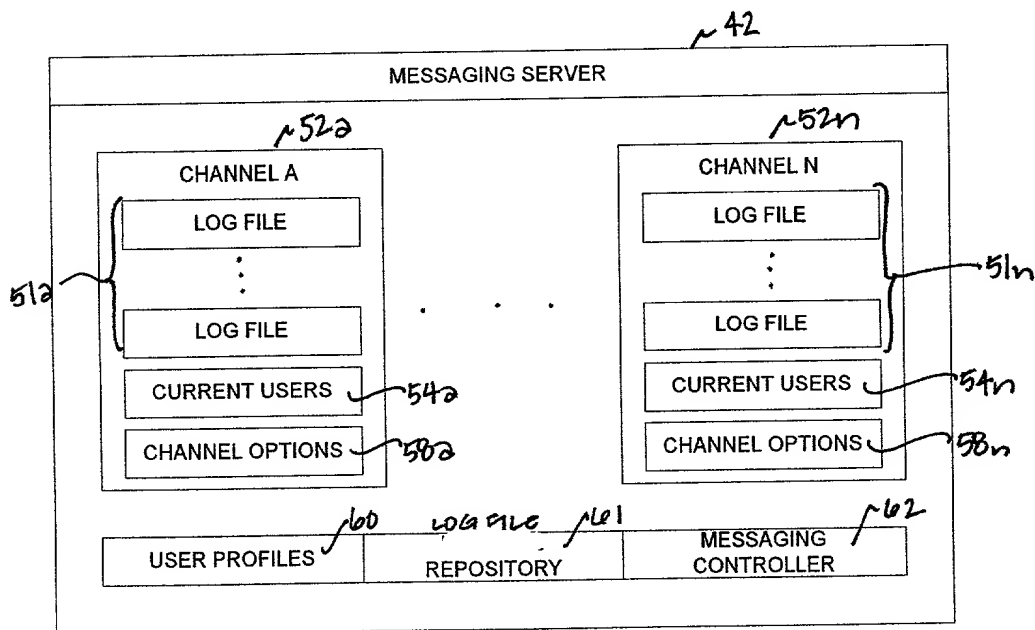 42
MESSAGING SERVER
52a
52n
CHANNEL A
CHANNEL N
LOG FILE
LOG FILE
51a
51n
LOG FILE
LOG FILE
CURRENT USERS
54a
CURRENT USERS
54n
CHANNEL OPTIONS
58a
CHANNEL OPTIONS
58n
60
LOG FILE
61
62
USER PROFILES
REPOSITORY
MESSAGING
CONTROLLER